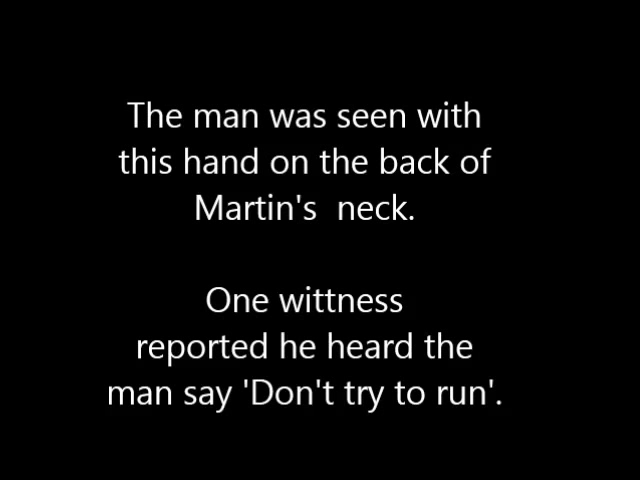 The man was seen with
this hand on the back of
Martin's  neck.
One wittness
reported he heard the
man say 'Don't try to run'.